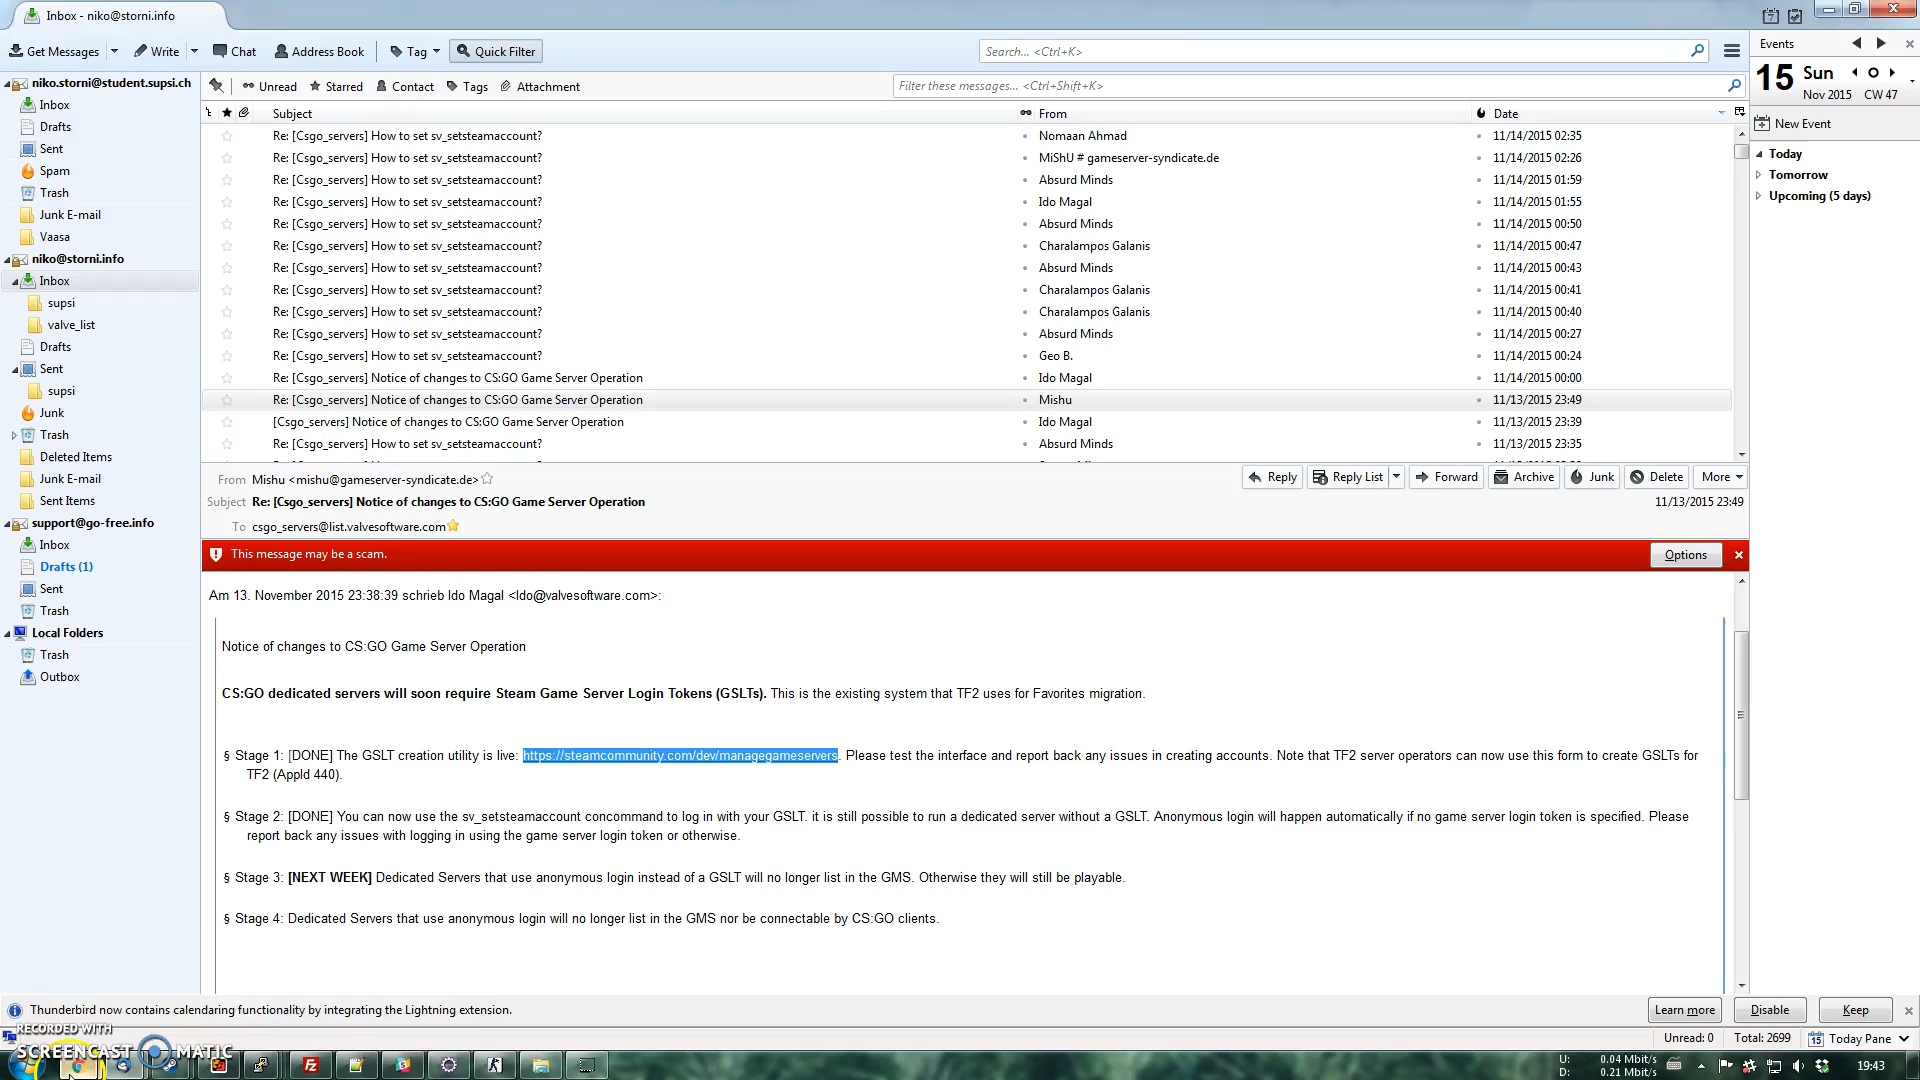 Inbox - niko@storni.info
Get Messages Write Chat Address Book Tag Quick Filter Search... <Ctrl+K>
Unread Starred Contact Tags Attachment Filter these messages... <Ctrl+Shift+K>
niko.storni@student.supsi.ch
Inbox
Drafts
Sent
Spam
Trash
Junk E-mail
Vaasa
niko@storni.info
Inbox
supsi
valve_list
Drafts
Sent
supsi
Junk
Trash
Deleted Items
Junk E-mail
Sent Items
support@go-free.info
Inbox
Drafts (1)
Sent
Trash
Local Folders
Trash
Outbox
Subject From Date
Re: [Csgo_servers] How to set sv_setsteamaccount? Nomaan Ahmad 11/14/2015 02:35
Re: [Csgo_servers] How to set sv_setsteamaccount? MiShU # gameserver-syndicate.de 11/14/2015 02:26
Re: [Csgo_servers] How to set sv_setsteamaccount? Absurd Minds 11/14/2015 01:59
Re: [Csgo_servers] How to set sv_setsteamaccount? Ido Magal 11/14/2015 01:55
Re: [Csgo_servers] How to set sv_setsteamaccount? Absurd Minds 11/14/2015 00:50
Re: [Csgo_servers] How to set sv_setsteamaccount? Charalampos Galanis 11/14/2015 00:47
Re: [Csgo_servers] How to set sv_setsteamaccount? Absurd Minds 11/14/2015 00:43
Re: [Csgo_servers] How to set sv_setsteamaccount? Charalampos Galanis 11/14/2015 00:41
Re: [Csgo_servers] How to set sv_setsteamaccount? Charalampos Galanis 11/14/2015 00:40
Re: [Csgo_servers] How to set sv_setsteamaccount? Absurd Minds 11/14/2015 00:27
Re: [Csgo_servers] How to set sv_setsteamaccount? Geo B. 11/14/2015 00:24
Re: [Csgo_servers] Notice of changes to CS:GO Game Server Operation Ido Magal 11/14/2015 00:00
Re: [Csgo_servers] Notice of changes to CS:GO Game Server Operation Mishu 11/13/2015 23:49
[Csgo_servers] Notice of changes to CS:GO Game Server Operation Ido Magal 11/13/2015 23:39
Re: [Csgo_servers] How to set sv_setsteamaccount? Absurd Minds 11/13/2015 23:35
From Mishu <mishu@gameserver-syndicate.de> Reply Reply List Forward Archive Junk Delete More
Subject Re: [Csgo_servers] Notice of changes to CS:GO Game Server Operation 11/13/2015 23:49
To csgo_servers@list.valvesoftware.com
This message may be a scam. Options
Am 13. November 2015 23:38:39 schrieb Ido Magal <Ido@valvesoftware.com>:
Notice of changes to CS:GO Game Server Operation
CS:GO dedicated servers will soon require Steam Game Server Login Tokens (GSLTs). This is the existing system that TF2 uses for Favorites migration.
§ Stage 1: [DONE] The GSLT creation utility is live: https://steamcommunity.com/dev/managegameservers. Please test the interface and report back any issues in creating accounts. Note that TF2 server operators can now use this form to create GSLTs for
TF2 (AppId 440).
§ Stage 2: [DONE] You can now use the sv_setsteamaccount concommand to log in with your GSLT. it is still possible to run a dedicated server without a GSLT. Anonymous login will happen automatically if no game server login token is specified. Please
report back any issues with logging in using the game server login token or otherwise.
§ Stage 3: [NEXT WEEK] Dedicated Servers that use anonymous login instead of a GSLT will no longer list in the GMS. Otherwise they will still be playable.
§ Stage 4: Dedicated Servers that use anonymous login will no longer list in the GMS nor be connectable by CS:GO clients.
Events
15 Sun
Nov 2015 CW 47
New Event
Today
Tomorrow
Upcoming (5 days)
Thunderbird now contains calendaring functionality by integrating the Lightning extension. Learn more Disable Keep
Unread: 0 Total: 2699 15 Today Pane
RECORDED WITH
SCREENCAST MATIC
U: 0.04 Mbit/s
D: 0.21 Mbit/s
19:43